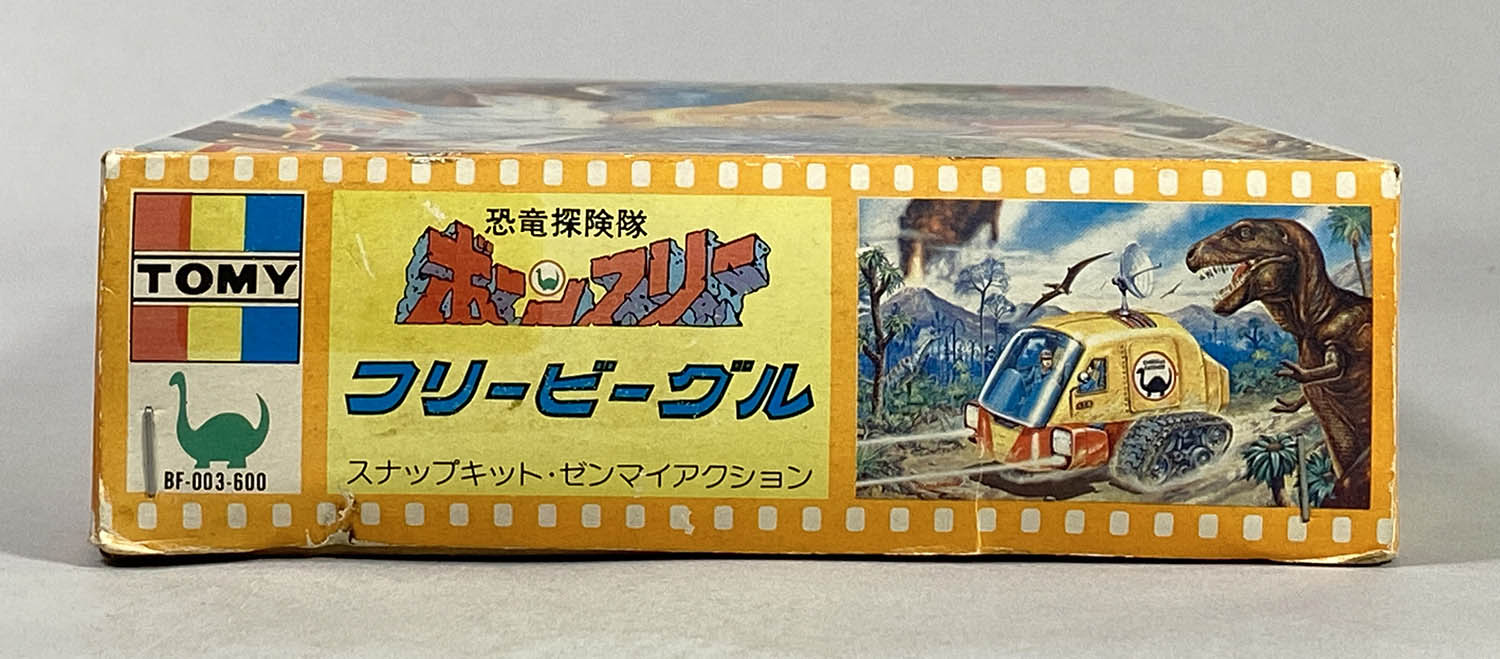 TOMY
BF-003-600
恐竜探険隊
ボーンフリー
フリービーグル
スナップキット・ゼンマイアクション